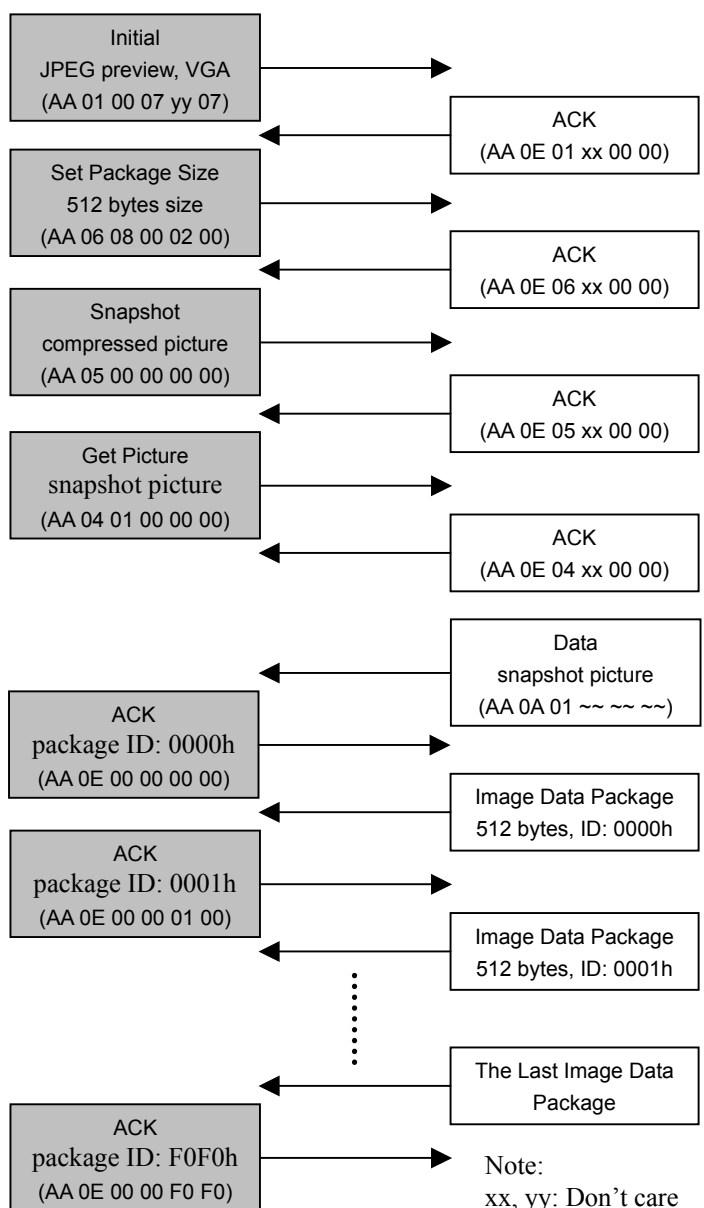 Initial
JPEG preview, VGA
(AA 01 00 07 yy 07)
ACK
(AA 0E 01 xx 00 00)
Set Package Size
512 bytes size
(AA 06 08 00 02 00)
ACK
(AA 0E 06 xx 00 00)
Snapshot
compressed picture
(AA 05 00 00 00 00)
ACK
(AA 0E 05 xx 00 00)
Get Picture
snapshot picture
(AA 04 01 00 00 00)
ACK
(AA 0E 04 xx 00 00)
Data
snapshot picture
(AA 0A 01 ~~ ~~ ~~)
ACK
package ID: 0000h
(AA 0E 00 00 00 00)
Image Data Package
512 bytes, ID: 0000h
ACK
package ID: 0001h
(AA 0E 00 00 01 00)
Image Data Package
512 bytes, ID: 0001h
The Last Image Data
Package
ACK
package ID: F0F0h
(AA 0E 00 00 F0 F0)
Note:
xx, yy: Don’t care